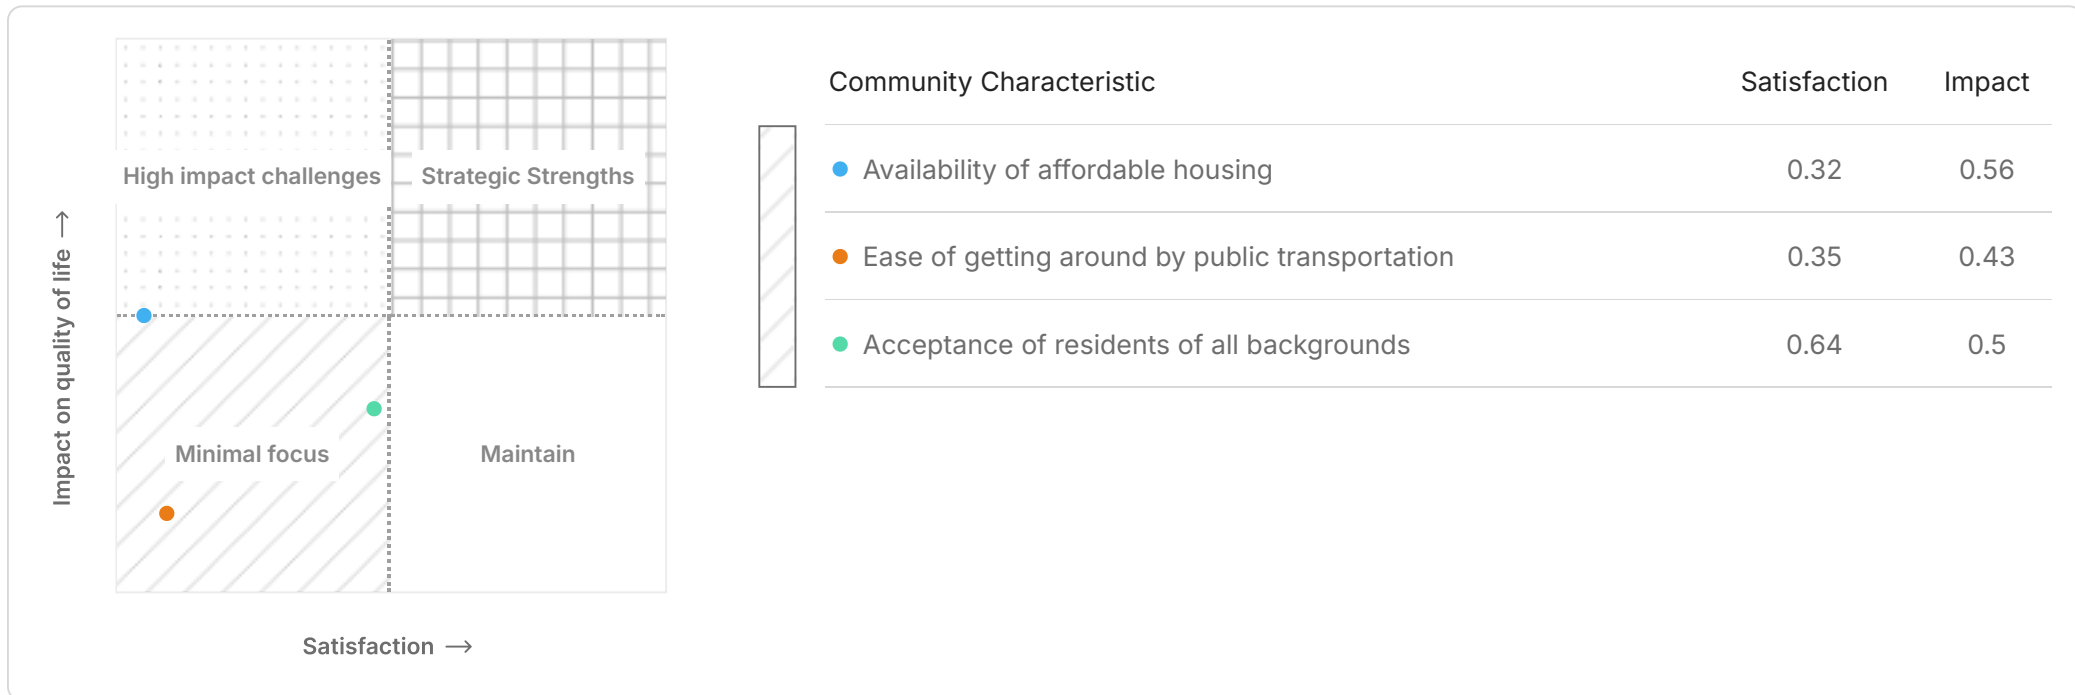 High impact challenges
Strategic Strengths
Minimal focus
Maintain
Impact on quality of life →
Satisfaction →
Community Characteristic Satisfaction Impact
Availability of affordable housing 0.32 0.56
Ease of getting around by public transportation 0.35 0.43
Acceptance of residents of all backgrounds 0.64 0.5